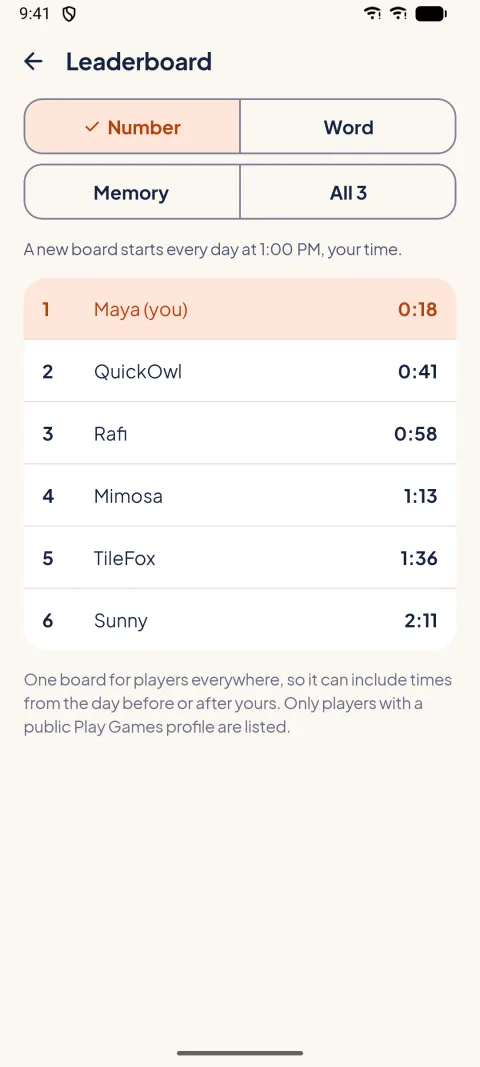 9:41
Leaderboard
Number
Word
Memory
All 3
A new board starts every day at 1:00 PM, your time.
1 Maya (you) 0:18
2 QuickOwl 0:41
3 Rafi 0:58
4 Mimosa 1:13
5 TileFox 1:36
6 Sunny 2:11
One board for players everywhere, so it can include times
from the day before or after yours. Only players with a
public Play Games profile are listed.